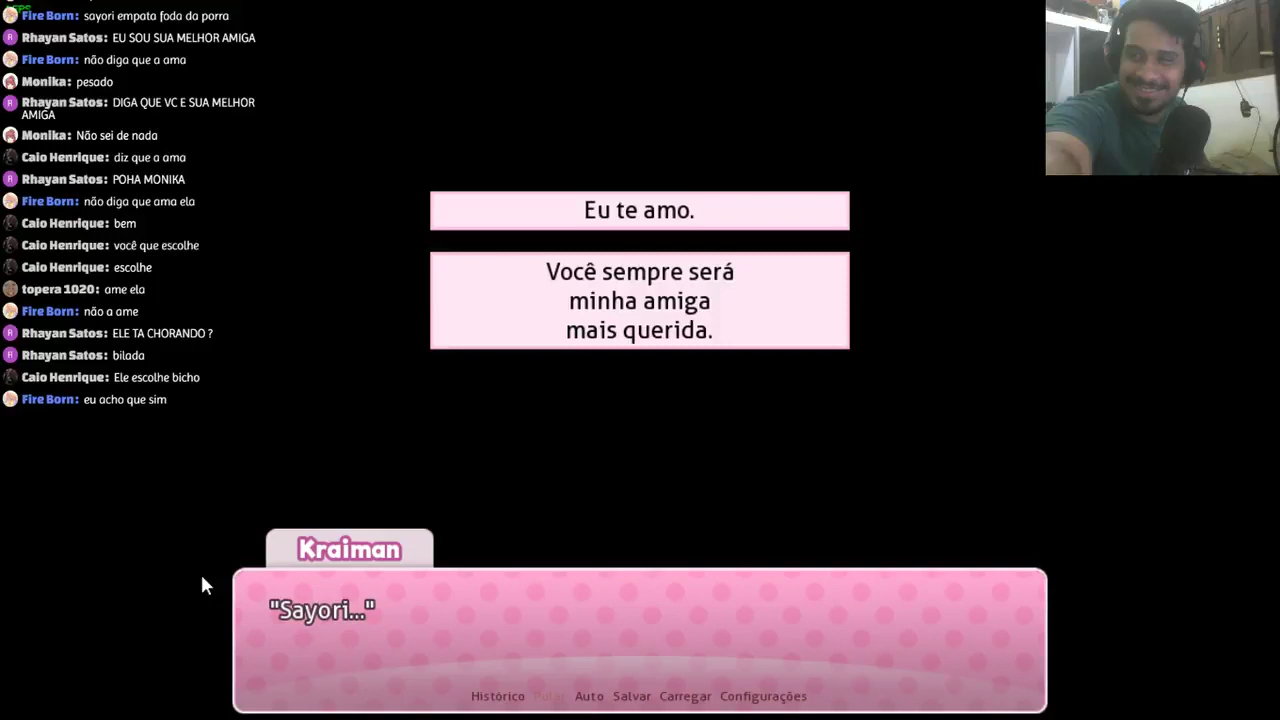 Fire Born: sayori empata foda da porra
Rhayan Satos: EU SOU SUA MELHOR AMIGA
Fire Born: não diga que a ama
Monika: pesado
Rhayan Satos: DIGA QUE VC E SUA MELHOR
AMIGA
Monika: Não sei de nada
Caio Henrique: diz que a ama
Rhayan Satos: POHA MONIKA
Fire Born: não diga que ama ela
Caio Henrique: bem
Caio Henrique: você que escolhe
Caio Henrique: escolhe
topera 1020: ame ela
Fire Born: não a ame
Rhayan Satos: ELE TA CHORANDO ?
Rhayan Satos: bilada
Caio Henrique: Ele escolhe bicho
Fire Born: eu acho que sim
Eu te amo.
Você sempre será
minha amiga
mais querida.
Kraiman
"Sayori..."
Histórico Pular Auto Salvar Carregar Configurações